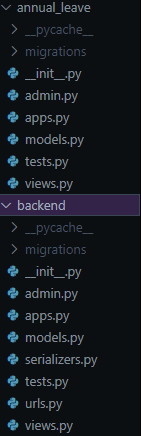 annual_leave
__pycache__
migrations
__init__.py
admin.py
apps.py
models.py
tests.py
views.py
backend
__pycache__
migrations
__init__.py
admin.py
apps.py
models.py
serializers.py
tests.py
urls.py
views.py